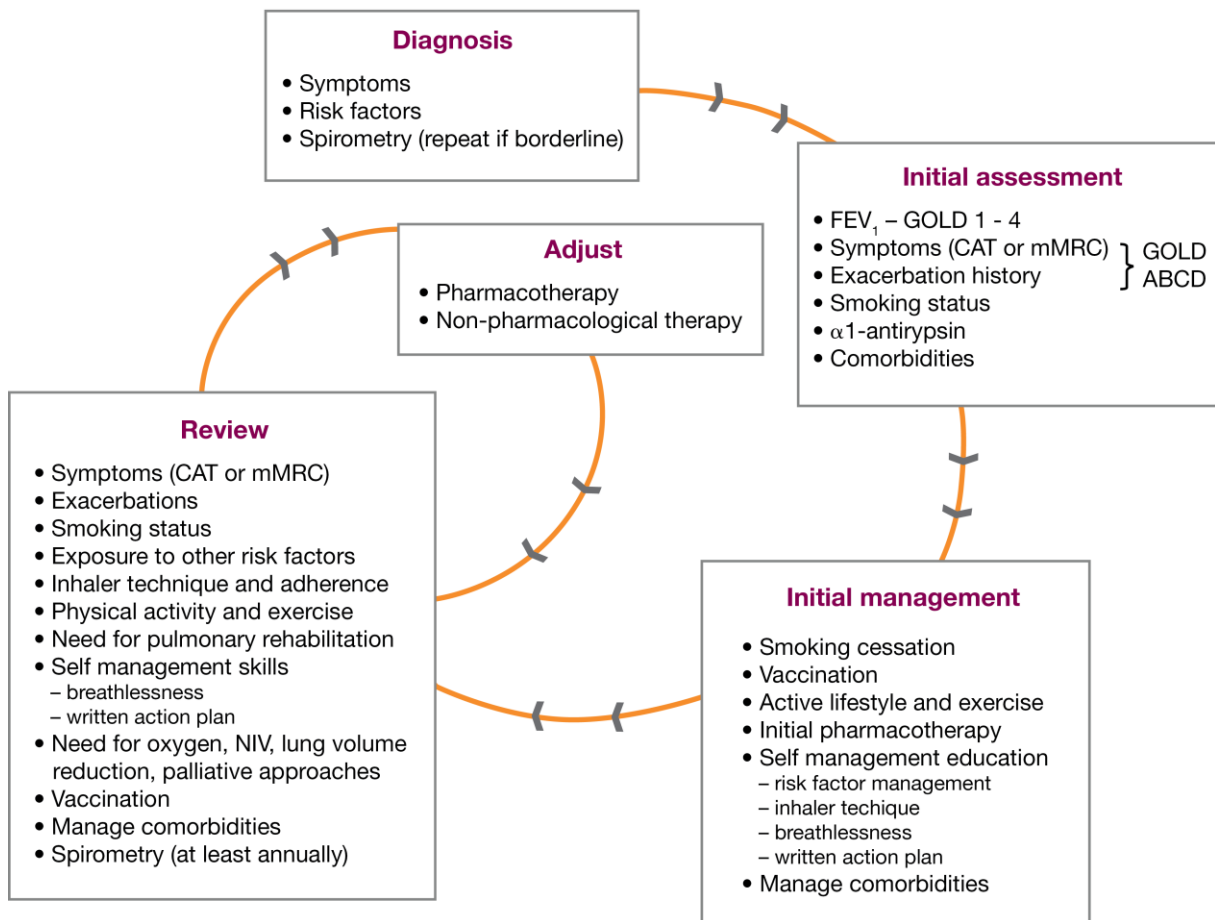 Diagnosis
• Symptoms
• Risk factors
• Spirometry (repeat if borderline)
Initial assessment
• FEV₁ – GOLD 1 - 4
• Symptoms (CAT or mMRC)
• Exacerbation history
} GOLD
ABCD
• Smoking status
• α1-antirypsin
• Comorbidities
Initial management
• Smoking cessation
• Vaccination
• Active lifestyle and exercise
• Initial pharmacotherapy
• Self management education
– risk factor management
– inhaler techique
– breathlessness
– written action plan
• Manage comorbidities
Review
• Symptoms (CAT or mMRC)
• Exacerbations
• Smoking status
• Exposure to other risk factors
• Inhaler technique and adherence
• Physical activity and exercise
• Need for pulmonary rehabilitation
• Self management skills
– breathlessness
– written action plan
• Need for oxygen, NIV, lung volume
reduction, palliative approaches
• Vaccination
• Manage comorbidities
• Spirometry (at least annually)
Adjust
• Pharmacotherapy
• Non-pharmacological therapy